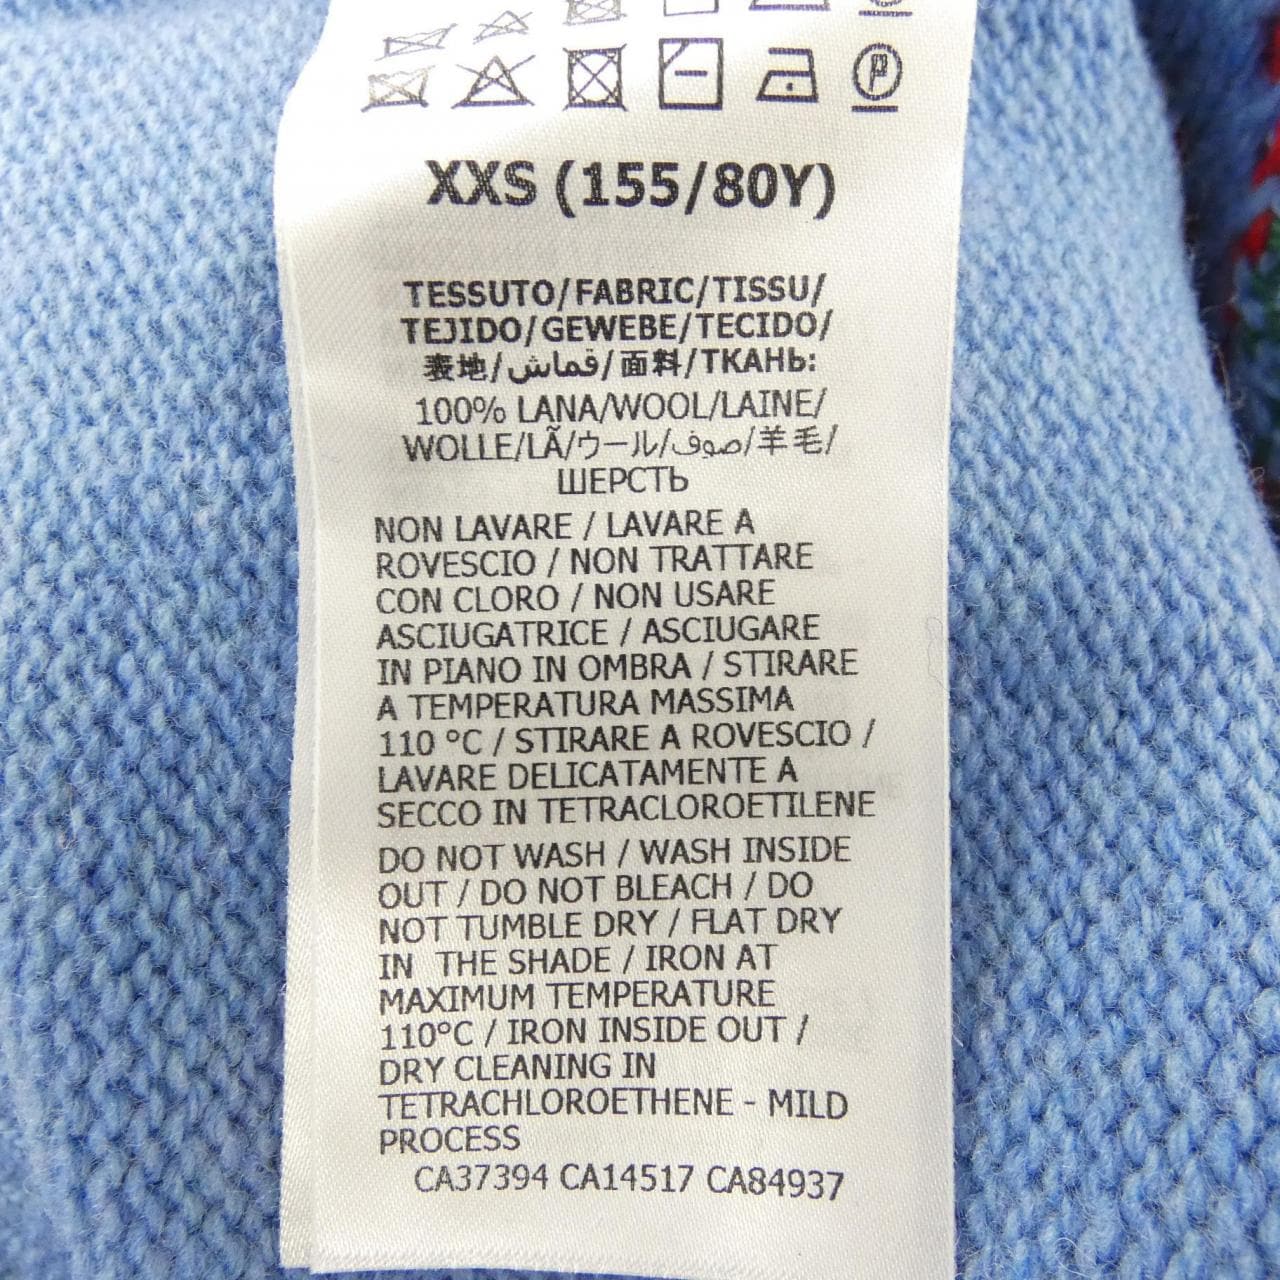 P
XXS (155/80Y)
TESSUTO/FABRIC/TISSU/
TEJIDO/GEWEBE/TECIDO/
表地/قماش/面料/ТКАНЬ:
100% LANA/WOOL/LAINE/
WOLLE/LÃ/ウール/صوف/羊毛/
ШЕРСТЬ
NON LAVARE / LAVARE A
ROVESCIO / NON TRATTARE
CON CLORO / NON USARE
ASCIUGATRICE / ASCIUGARE
IN PIANO IN OMBRA / STIRARE
A TEMPERATURA MASSIMA
110 °C / STIRARE A ROVESCIO /
LAVARE DELICATAMENTE A
SECCO IN TETRACLOROETILENE
DO NOT WASH / WASH INSIDE
OUT / DO NOT BLEACH / DO
NOT TUMBLE DRY / FLAT DRY
IN THE SHADE / IRON AT
MAXIMUM TEMPERATURE
110°C / IRON INSIDE OUT /
DRY CLEANING IN
TETRACHLOROETHENE - MILD
PROCESS
CA37394 CA14517 CA84937